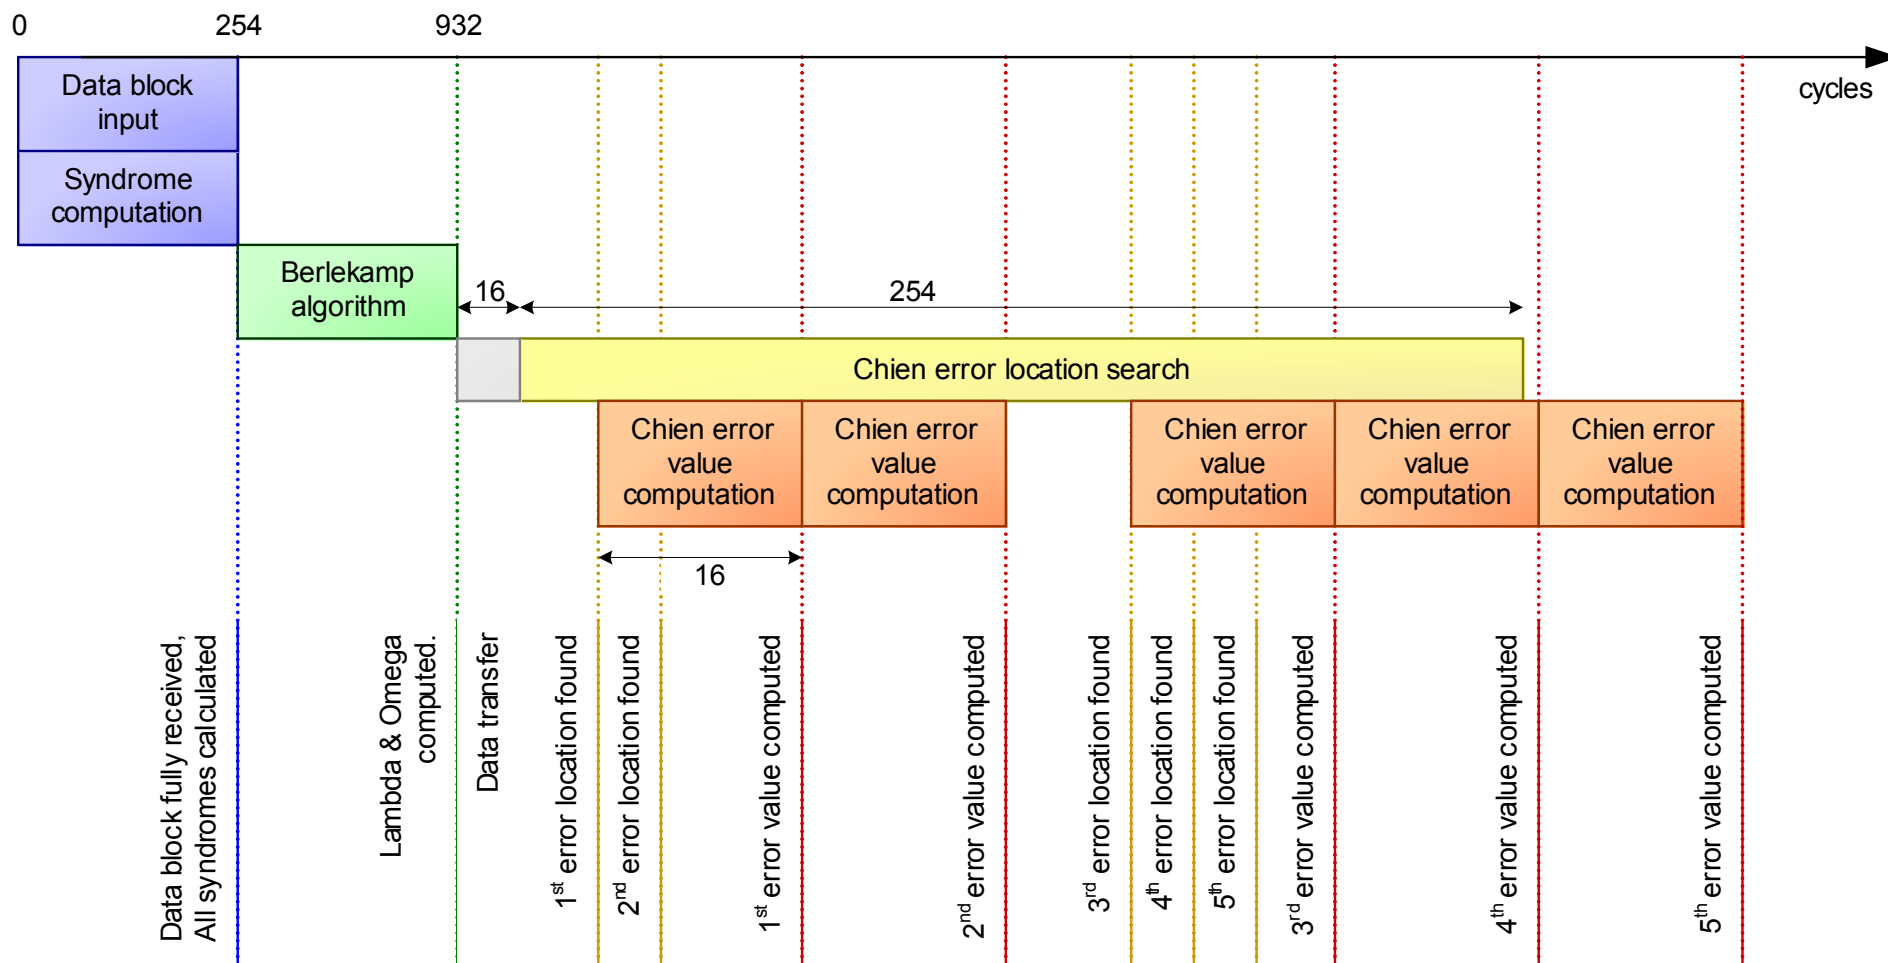 0
254
932
cycles
Data block
input
Syndrome
computation
Berlekamp
algorithm
16
254
Chien error location search
Chien error
value
computation
Chien error
value
computation
Chien error
value
computation
Chien error
value
computation
Chien error
value
computation
16
Data block fully received,
All syndromes calculated
Lambda & Omega
computed.
Data transfer
1st error location found
2nd error location found
1st error value computed
2nd error value computed
3rd error location found
4th error location found
5th error location found
3rd error value computed
4th error value computed
5th error value computed